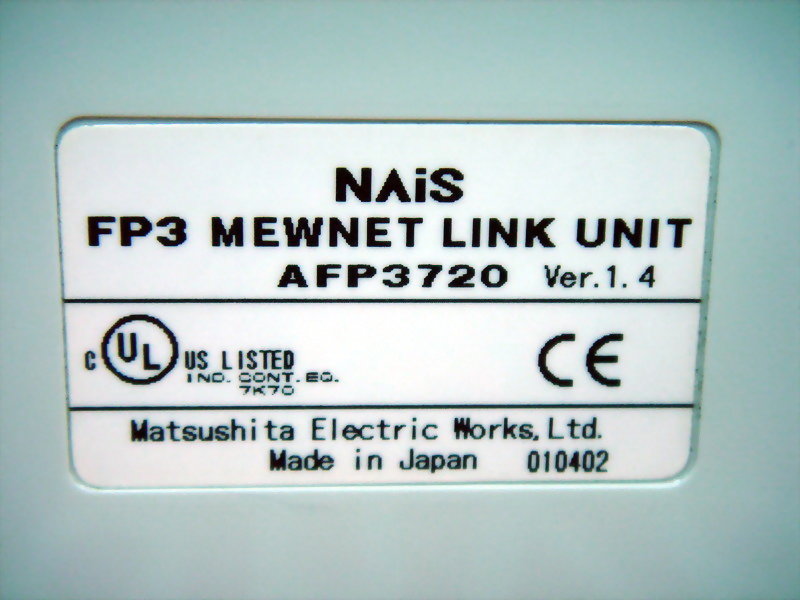 NAiS
FP3 MEWNET LINK UNIT
AFP3720 Ver.1.4
C UL US LISTED
IND. CONT. EQ.
7K70
CE
Matsushita Electric Works, Ltd.
Made in Japan 010402